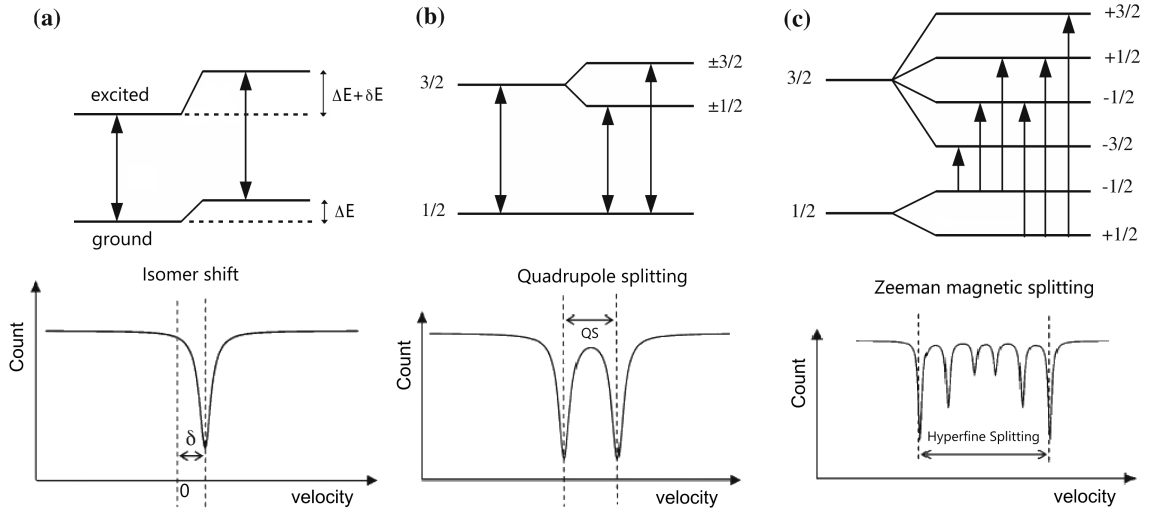 (a)
excited
ΔE+δE
ΔE
ground
Isomer shift
Count
δ
0
velocity
(b)
3/2
±3/2
±1/2
1/2
Quadrupole splitting
QS
Count
velocity
(c)
+3/2
+1/2
3/2
-1/2
-3/2
-1/2
1/2
+1/2
Zeeman magnetic splitting
Count
Hyperfine Splitting
velocity